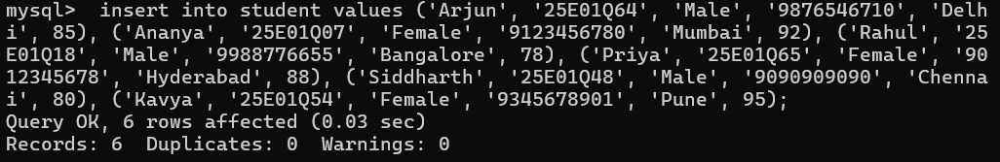 mysql>  insert into student values ('Arjun', '25E01Q64', 'Male', '9876546710', 'Delh
i', 85), ('Ananya', '25E01Q07', 'Female', '9123456780', 'Mumbai', 92), ('Rahul', '25
E01Q18', 'Male', '9988776655', 'Bangalore', 78), ('Priya', '25E01Q65', 'Female', '90
12345678', 'Hyderabad', 88), ('Siddharth', '25E01Q48', 'Male', '9090909090', 'Chenna
i', 80), ('Kavya', '25E01Q54', 'Female', '9345678901', 'Pune', 95);
Query OK, 6 rows affected (0.03 sec)
Records: 6  Duplicates: 0  Warnings: 0